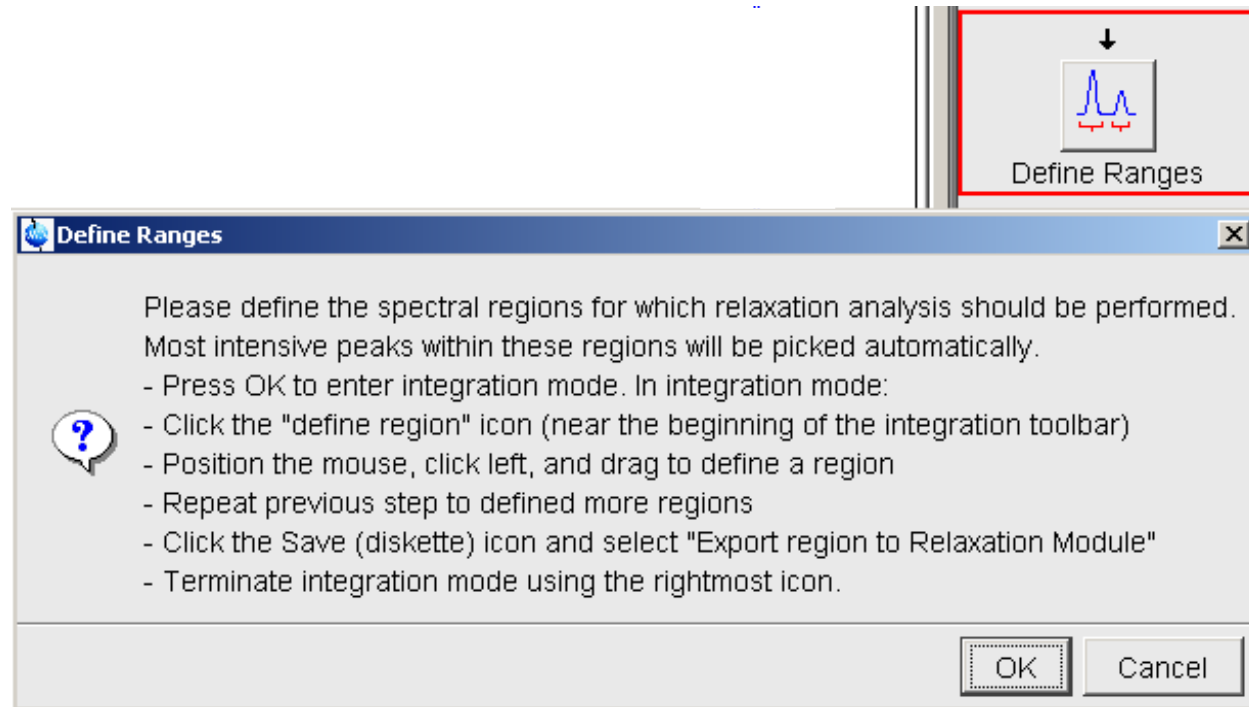 Define Ranges
Define Ranges
Please define the spectral regions for which relaxation analysis should be performed.
Most intensive peaks within these regions will be picked automatically.
- Press OK to enter integration mode. In integration mode:
- Click the "define region" icon (near the beginning of the integration toolbar)
- Position the mouse, click left, and drag to define a region
- Repeat previous step to defined more regions
- Click the Save (diskette) icon and select "Export region to Relaxation Module"
- Terminate integration mode using the rightmost icon.
OK
Cancel